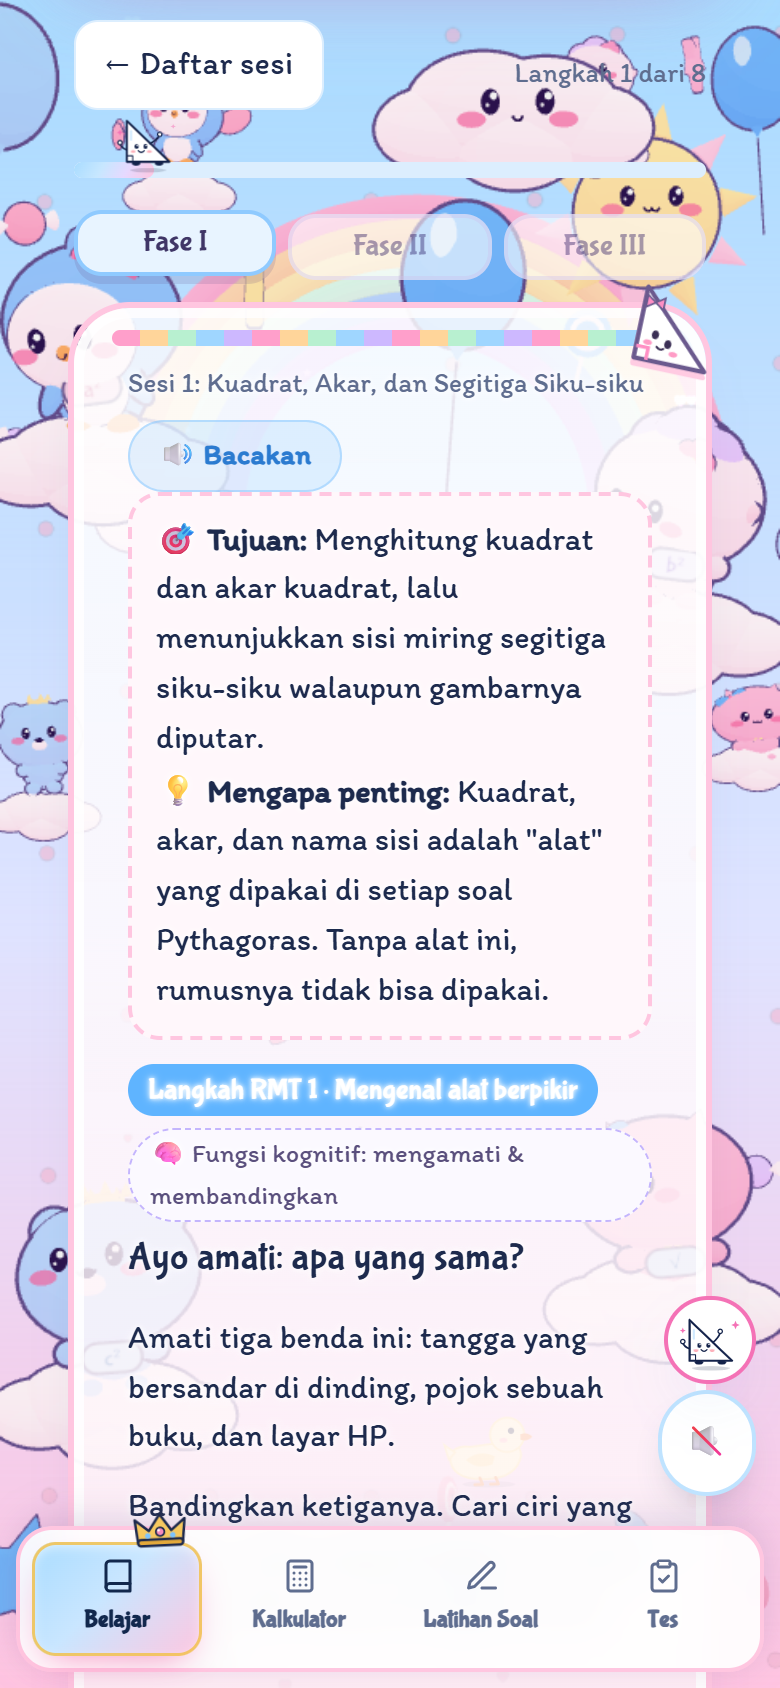 ← Daftar sesi
Langkah 1 dari 8
Fase I
Fase II
Fase III
Sesi 1: Kuadrat, Akar, dan Segitiga Siku-siku
Bacakan
Tujuan: Menghitung kuadrat
dan akar kuadrat, lalu
menunjukkan sisi miring segitiga
siku-siku walaupun gambarnya
diputar.
Mengapa penting: Kuadrat,
akar, dan nama sisi adalah "alat"
yang dipakai di setiap soal
Pythagoras. Tanpa alat ini,
rumusnya tidak bisa dipakai.
Langkah RMT 1 · Mengenal alat berpikir
Fungsi kognitif: mengamati &
membandingkan
Ayo amati: apa yang sama?
Amati tiga benda ini: tangga yang
bersandar di dinding, pojok sebuah
buku, dan layar HP.
Bandingkan ketiganya. Cari ciri yang
Belajar
Kalkulator
Latihan Soal
Tes
b²
c²
√